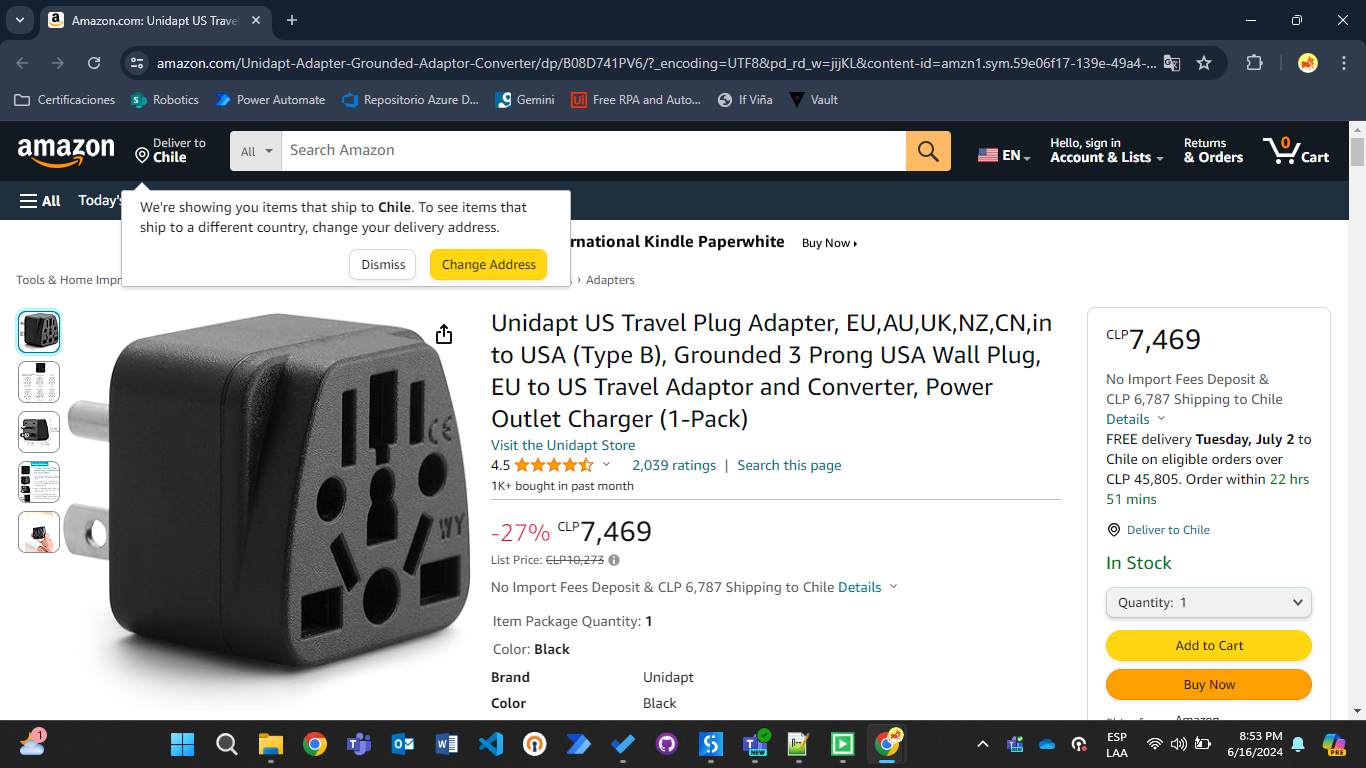 Amazon.com: Unidapt US Trave
amazon.com/Unidapt-Adapter-Grounded-Adaptor-Converter/dp/B08D741PV6/?_encoding=UTF8&pd_rd_w=jijKL&content-id=amzn1.sym.59e06f17-139e-49a4-...
Certificaciones
Robotics
Power Automate
Repositorio Azure D...
Gemini
Free RPA and Auto...
If Viña
Vault
amazon
Deliver to
Chile
All
Search Amazon
EN
Hello, sign in
Account & Lists
Returns
& Orders
0
Cart
All
Today's
We're showing you items that ship to Chile. To see items that
ship to a different country, change your delivery address.
Dismiss
Change Address
rnational Kindle Paperwhite
Buy Now
Tools & Home Impr
› Adapters
CE
WY
Unidapt US Travel Plug Adapter, EU,AU,UK,NZ,CN,in
to USA (Type B), Grounded 3 Prong USA Wall Plug,
EU to US Travel Adaptor and Converter, Power
Outlet Charger (1-Pack)
Visit the Unidapt Store
4.5
2,039 ratings | Search this page
1K+ bought in past month
-27% CLP7,469
List Price: CLP10,273
No Import Fees Deposit & CLP 6,787 Shipping to Chile Details
Item Package Quantity: 1
Color: Black
Brand Unidapt
Color Black
CLP7,469
No Import Fees Deposit &
CLP 6,787 Shipping to Chile
Details
FREE delivery Tuesday, July 2 to
Chile on eligible orders over
CLP 45,805. Order within 22 hrs
51 mins
Deliver to Chile
In Stock
Quantity: 1
Add to Cart
Buy Now
1
NEW
ESP
LAA
8:53 PM
6/16/2024
PRE